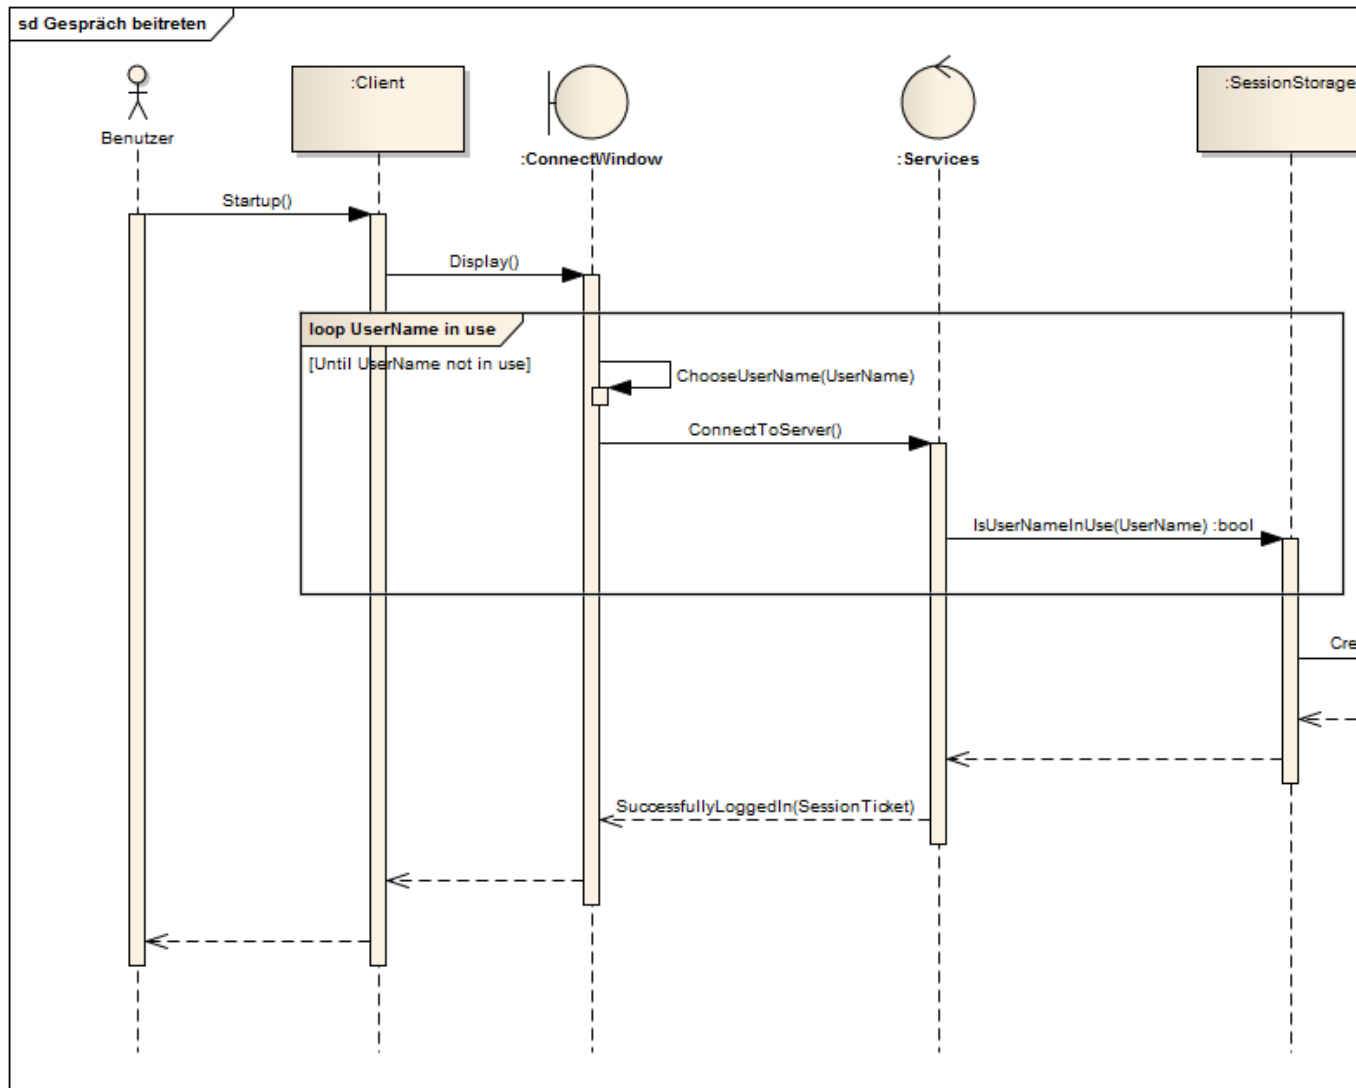 sd Gespräch beitreten
Benutzer
:Client
:ConnectWindow
:Services
:SessionStorage
Startup()
Display()
loop UserName in use
[Until UserName not in use]
ChooseUserName(UserName)
ConnectToServer()
IsUserNameInUse(UserName) :bool
Cre
SuccessfullyLoggedIn(SessionTicket)